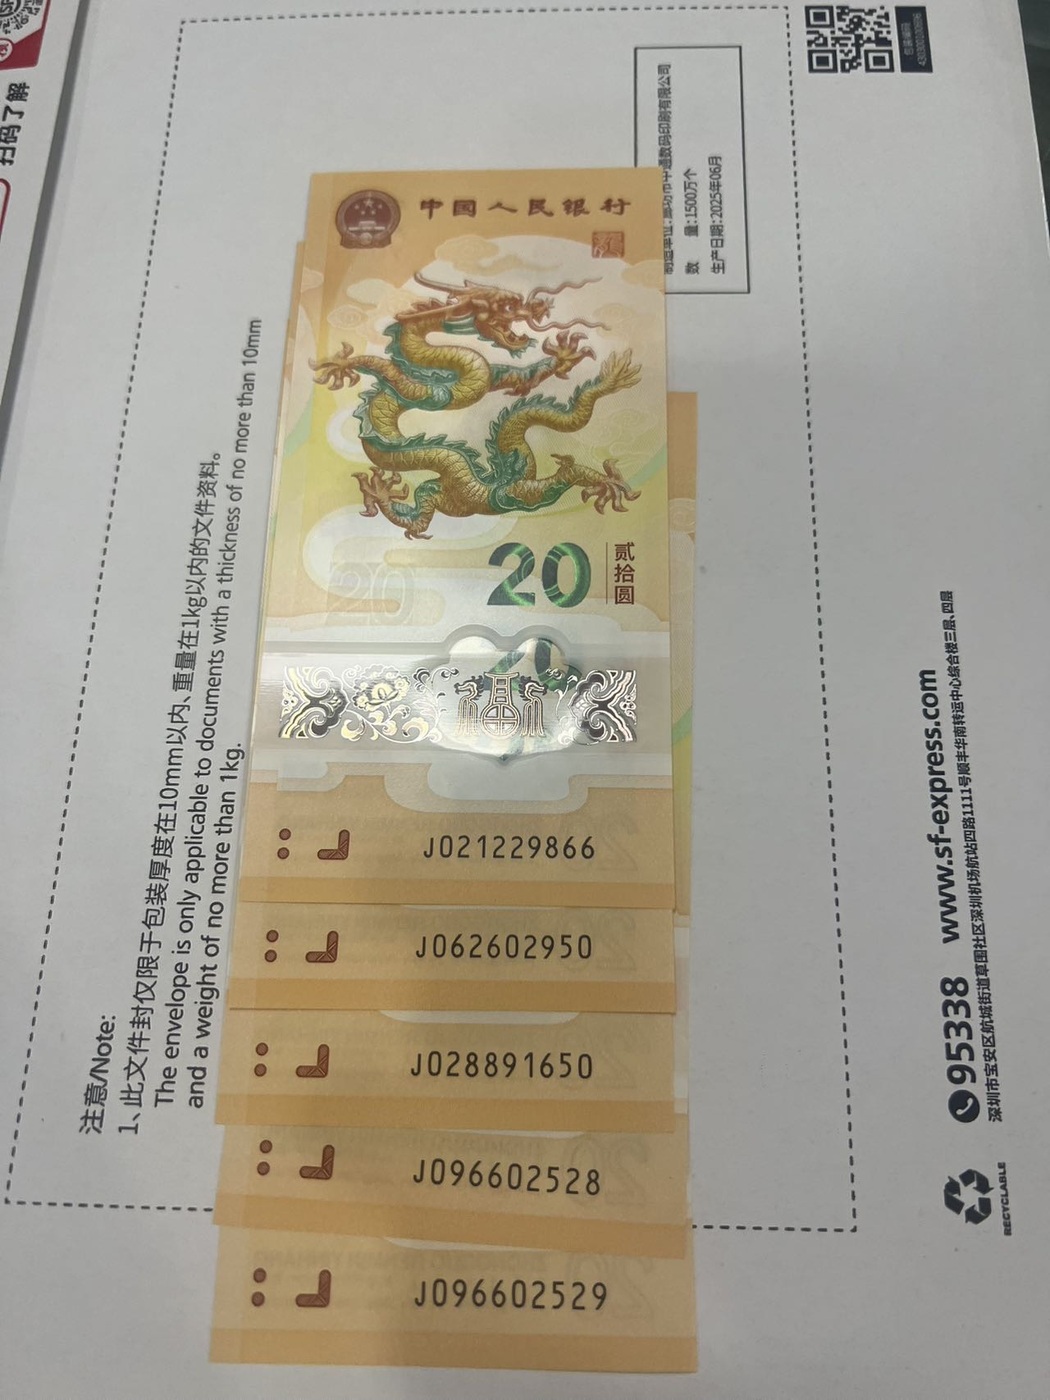 扫码了解
中国人民银行
20
贰拾圆
20
J021229866
J062602950
J028891650
J096602528
J096602529
数 量:1500万个
生产日期:2025年06月
注意/Note:
1、此文件封仅限于包装厚度在10mm以内、重量在1kg以内的文件资料。
The envelope is only applicable to documents with a thickness of no more than 10mm
and a weight of no more than 1kg.
95338 www.sf-express.com
深圳市宝安区航城街道草围社区深圳机场航站四路1111号顺丰华南转运中心综合楼三层、四层
RECYCLABLE